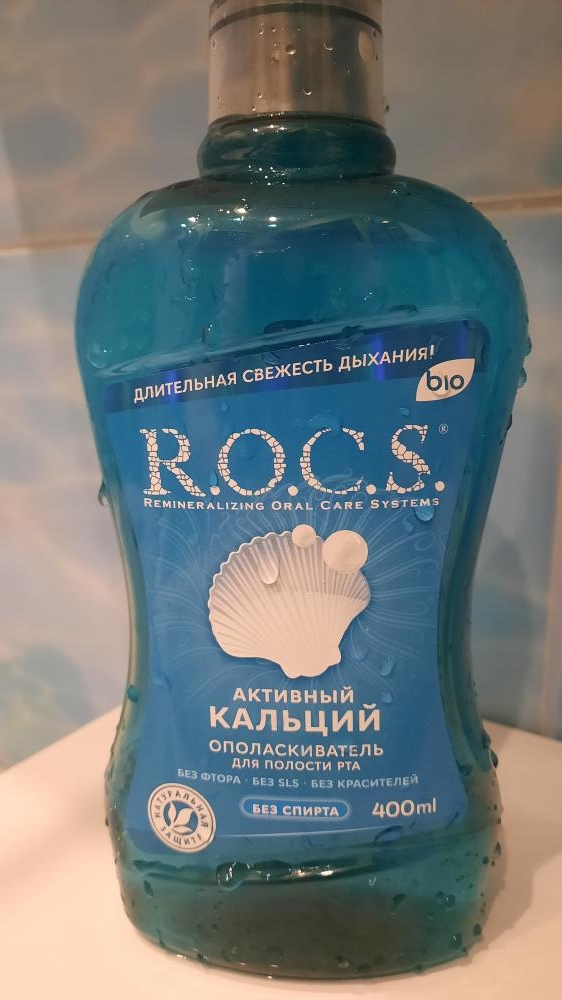 ДЛИТЕЛЬНАЯ СВЕЖЕСТЬ ДЫХАНИЯ!
bio
R.O.C.S.®
REMINERALIZING ORAL CARE SYSTEMS
АКТИВНЫЙ
КАЛЬЦИЙ
ОПОЛАСКИВАТЕЛЬ
ДЛЯ ПОЛОСТИ РТА
БЕЗ ФТОРА · БЕЗ SLS · БЕЗ КРАСИТЕЛЕЙ
БЕЗ СПИРТА 400ml
НАТУРАЛЬНАЯ ЗАЩИТА